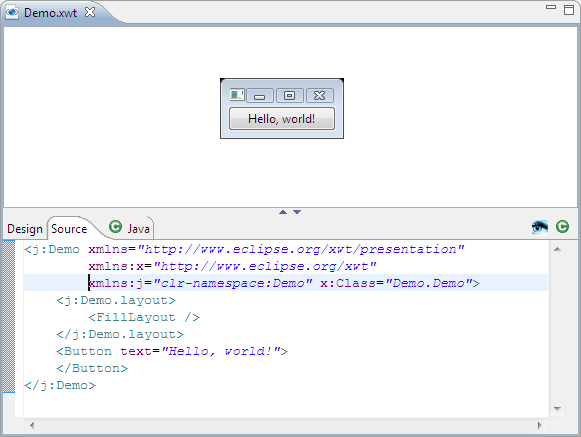 Demo.xwt
Hello, world!
Design Source Java
<j:Demo xmlns="http://www.eclipse.org/xwt/presentation"
xmlns:x="http://www.eclipse.org/xwt"
xmlns:j="clr-namespace:Demo" x:Class="Demo.Demo">
<j:Demo.layout>
<FillLayout />
</j:Demo.layout>
<Button text="Hello, world!">
</Button>
</j:Demo>